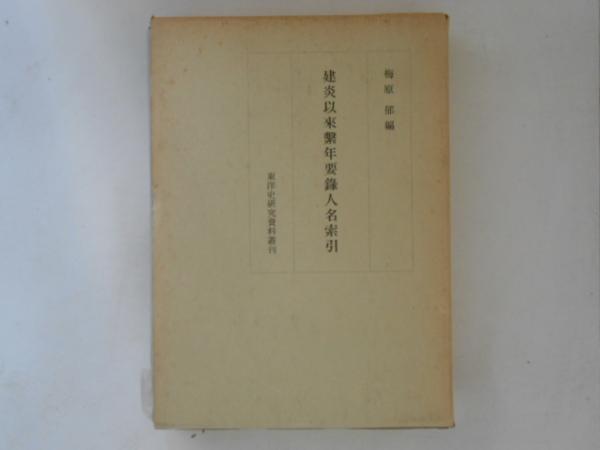 梅原 郁 編
建炎以來繫年要錄人名索引
東洋史研究資料叢刊